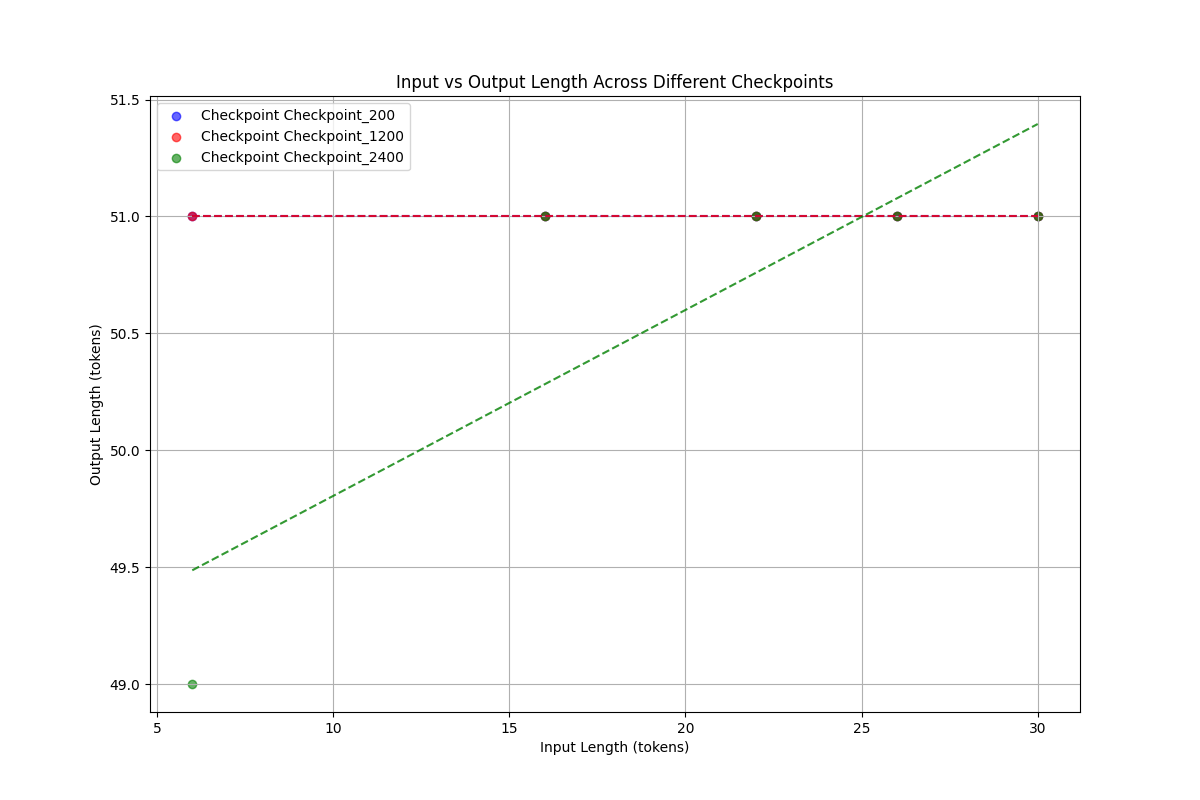 Input vs Output Length Across Different Checkpoints
Checkpoint Checkpoint_200
Checkpoint Checkpoint_1200
Checkpoint Checkpoint_2400
51.5
51.0
50.5
50.0
49.5
49.0
Output Length (tokens)
5 10 15 20 25 30
Input Length (tokens)